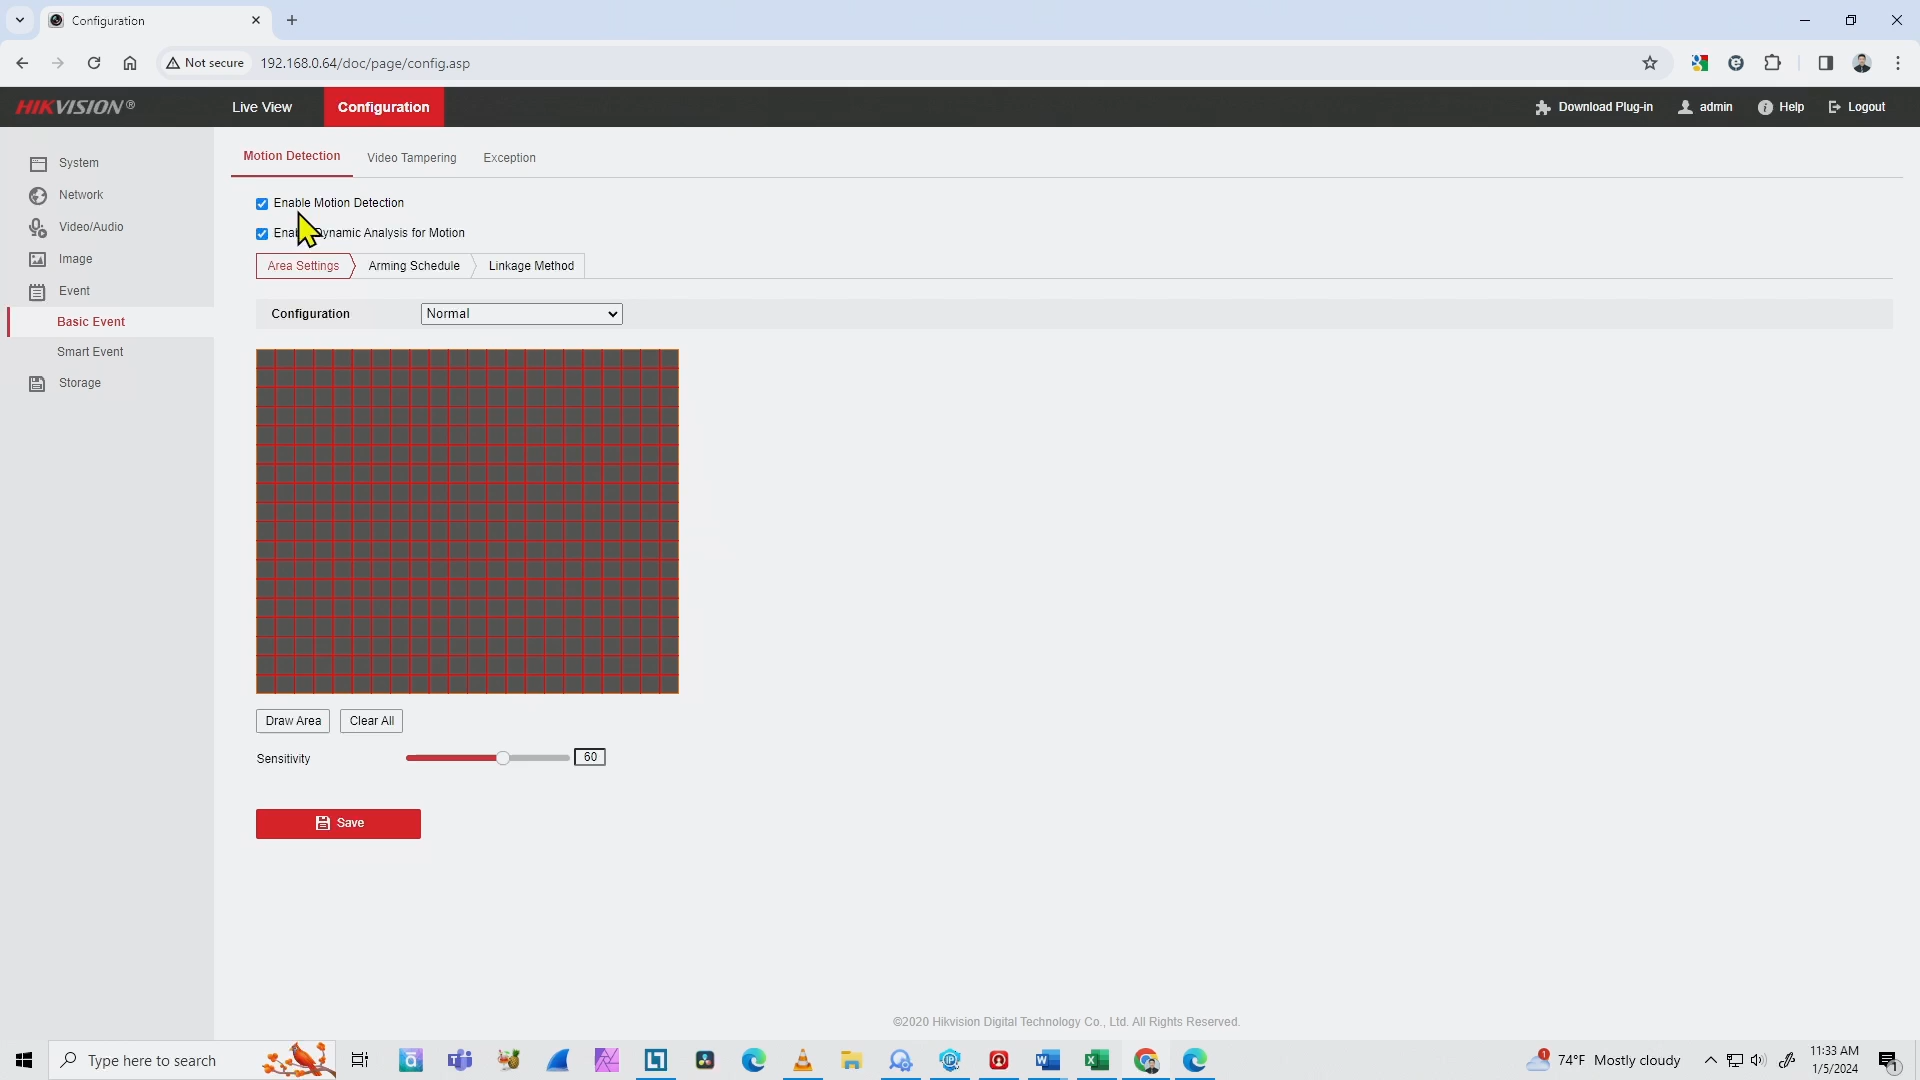 Configuration
Not secure
192.168.0.64/doc/page/config.asp
HIKVISION®
Live View
Configuration
Download Plug-in
admin
Help
Logout
System
Network
Video/Audio
Image
Event
Basic Event
Smart Event
Storage
Motion Detection
Video Tampering
Exception
Enable Motion Detection
Dynamic Analysis for Motion
Area Settings
Arming Schedule
Linkage Method
Configuration
Normal
Draw Area
Clear All
Sensitivity
60
Save
©2020 Hikvision Digital Technology Co., Ltd. All Rights Reserved.
Type here to search
1
74°F Mostly cloudy
11:33 AM
1/5/2024
1